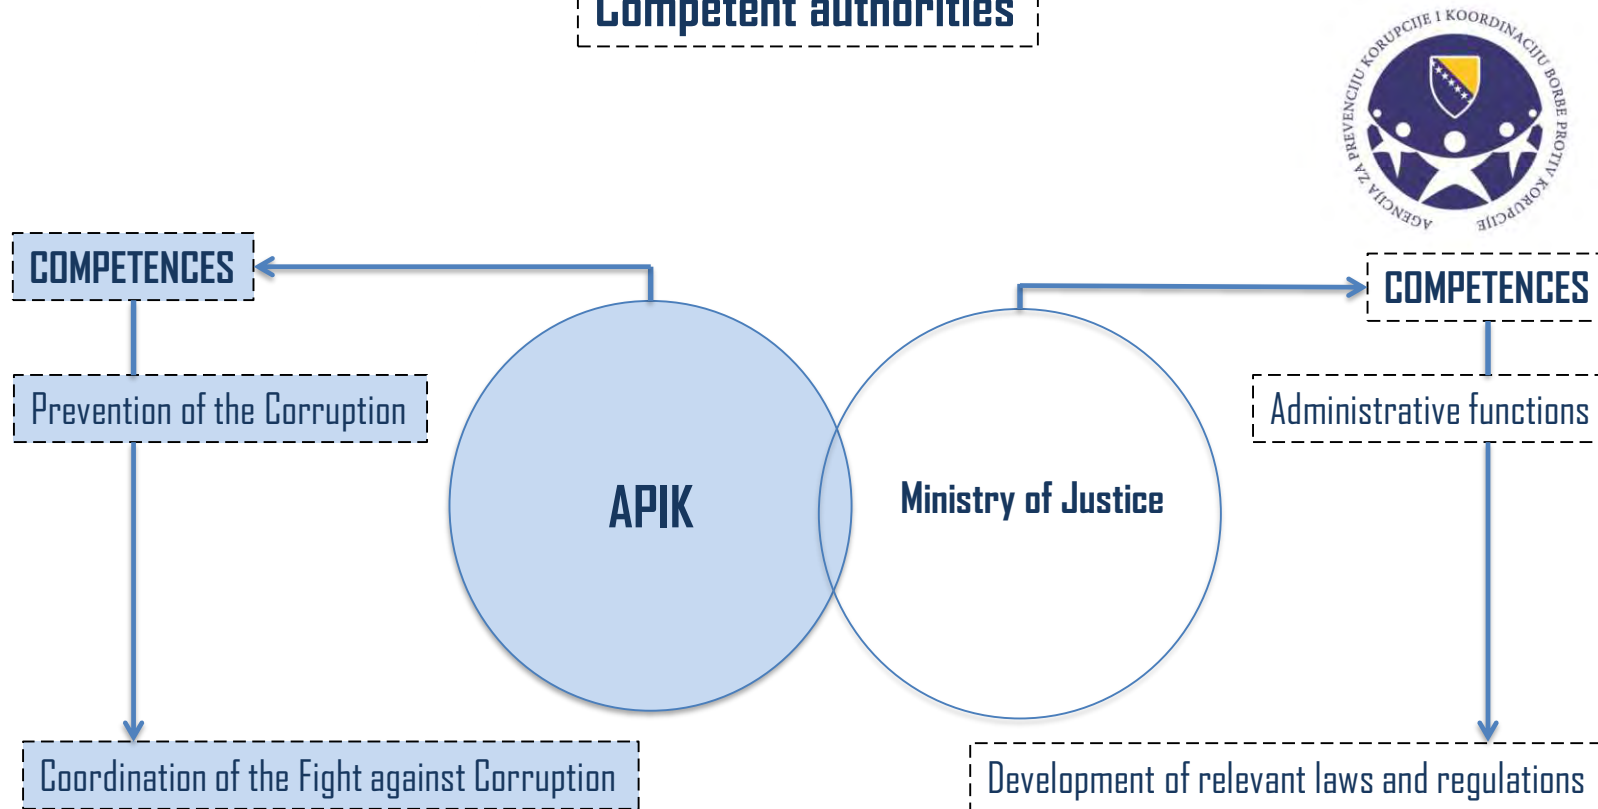 Competent authorities
AGENCIJA ZA PREVENCIJU KORUPCIJE I KOORDINACIJU BORBE PROTIV KORUPCIJE
COMPETENCES
COMPETENCES
Prevention of the Corruption
Administrative functions
APIK
Ministry of Justice
Coordination of the Fight against Corruption
Development of relevant laws and regulations